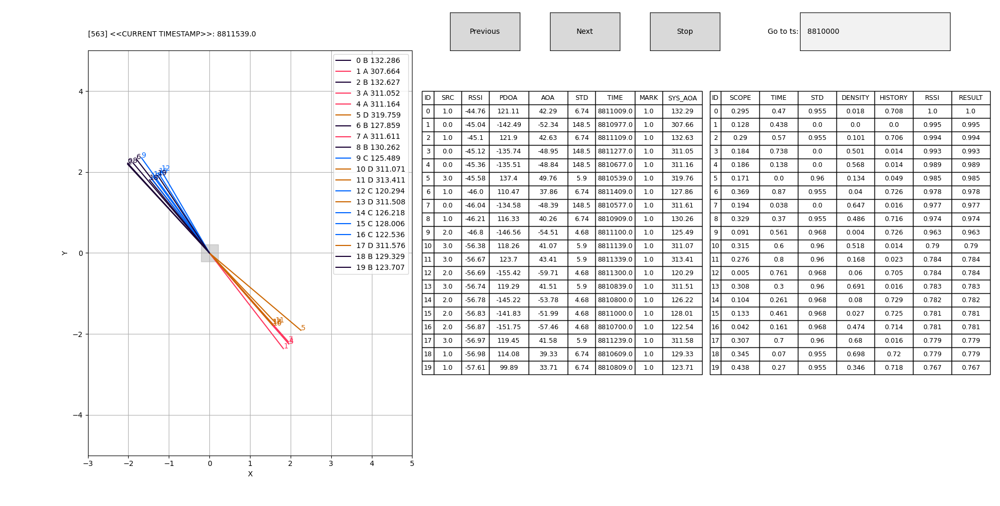 Previous
Next
Stop
Go to ts: 8810000
[563] <<CURRENT TIMESTAMP>>: 8811539.0
0 B 132.286
1 A 307.664
2 B 132.627
3 A 311.052
4 A 311.164
5 D 319.759
6 B 127.859
7 A 311.611
8 B 130.262
9 C 125.489
10 D 311.071
11 D 313.411
12 C 120.294
13 D 311.508
14 C 126.218
15 C 128.006
16 C 122.536
17 D 311.576
18 B 129.329
19 B 123.707
4
2
0
−2
−4
Y
−3 −2 −1 0 1 2 3 4 5
X
8
6
9
12
19
18
11
5
1
ID SRC RSSI PDOA AOA STD TIME MARK SYS_AOA
0 1.0 -44.76 121.11 42.29 6.74 8811009.0 1.0 132.29
1 0.0 -45.04 -142.49 -52.34 148.5 8810977.0 1.0 307.66
2 1.0 -45.1 121.9 42.63 6.74 8811109.0 1.0 132.63
3 0.0 -45.12 -135.74 -48.95 148.5 8811277.0 1.0 311.05
4 0.0 -45.36 -135.51 -48.84 148.5 8810677.0 1.0 311.16
5 3.0 -45.58 137.4 49.76 5.9 8810539.0 1.0 319.76
6 1.0 -46.0 110.47 37.86 6.74 8811409.0 1.0 127.86
7 0.0 -46.04 -134.58 -48.39 148.5 8810577.0 1.0 311.61
8 1.0 -46.21 116.33 40.26 6.74 8810909.0 1.0 130.26
9 2.0 -46.8 -146.56 -54.51 4.68 8811100.0 1.0 125.49
10 3.0 -56.38 118.26 41.07 5.9 8811139.0 1.0 311.07
11 3.0 -56.67 123.7 43.41 5.9 8811339.0 1.0 313.41
12 2.0 -56.69 -155.42 -59.71 4.68 8811300.0 1.0 120.29
13 3.0 -56.74 119.29 41.51 5.9 8810839.0 1.0 311.51
14 2.0 -56.78 -145.22 -53.78 4.68 8810800.0 1.0 126.22
15 2.0 -56.83 -141.83 -51.99 4.68 8811000.0 1.0 128.01
16 2.0 -56.87 -151.75 -57.46 4.68 8810700.0 1.0 122.54
17 3.0 -56.97 119.45 41.58 5.9 8811239.0 1.0 311.58
18 1.0 -56.98 114.08 39.33 6.74 8810609.0 1.0 129.33
19 1.0 -57.61 99.89 33.71 6.74 8810809.0 1.0 123.71
ID SCOPE TIME STD DENSITY HISTORY RSSI RESULT
0 0.295 0.47 0.955 0.018 0.708 1.0 1.0
1 0.128 0.438 0.0 0.0 0.0 0.995 0.995
2 0.29 0.57 0.955 0.101 0.706 0.994 0.994
3 0.184 0.738 0.0 0.501 0.014 0.993 0.993
4 0.186 0.138 0.0 0.568 0.014 0.989 0.989
5 0.171 0.0 0.96 0.134 0.049 0.985 0.985
6 0.369 0.87 0.955 0.04 0.726 0.978 0.978
7 0.194 0.038 0.0 0.647 0.016 0.977 0.977
8 0.329 0.37 0.955 0.486 0.716 0.974 0.974
9 0.091 0.561 0.968 0.004 0.726 0.963 0.963
10 0.315 0.6 0.96 0.518 0.014 0.79 0.79
11 0.276 0.8 0.96 0.168 0.023 0.784 0.784
12 0.005 0.761 0.968 0.06 0.705 0.784 0.784
13 0.308 0.3 0.96 0.691 0.016 0.783 0.783
14 0.104 0.261 0.968 0.08 0.729 0.782 0.782
15 0.133 0.461 0.968 0.027 0.725 0.781 0.781
16 0.042 0.161 0.968 0.474 0.714 0.781 0.781
17 0.307 0.7 0.96 0.68 0.016 0.779 0.779
18 0.345 0.07 0.955 0.698 0.72 0.779 0.779
19 0.438 0.27 0.955 0.346 0.718 0.767 0.767